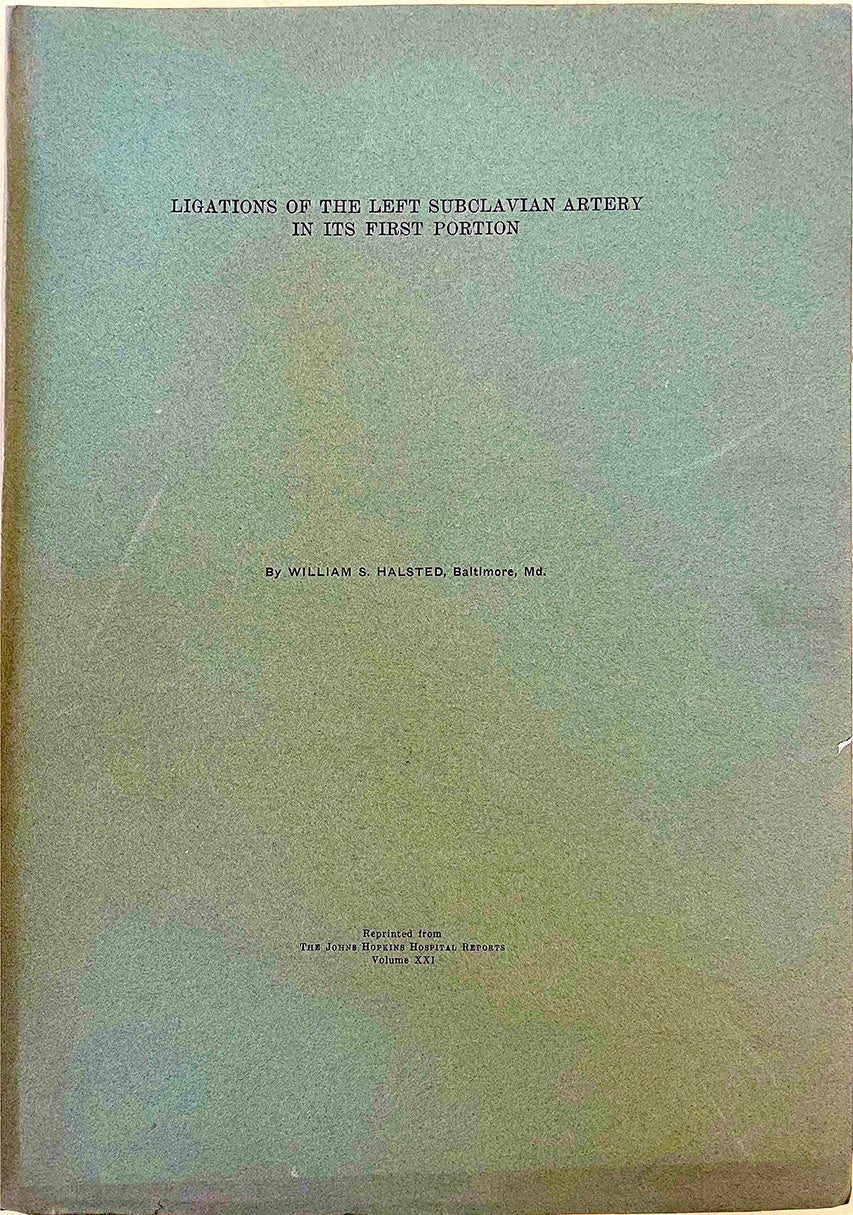 LIGATIONS OF THE LEFT SUBCLAVIAN ARTERY
IN ITS FIRST PORTION
By WILLIAM S. HALSTED, Baltimore, Md.
Reprinted from
THE JOHNS HOPKINS HOSPITAL REPORTS
Volume XXI